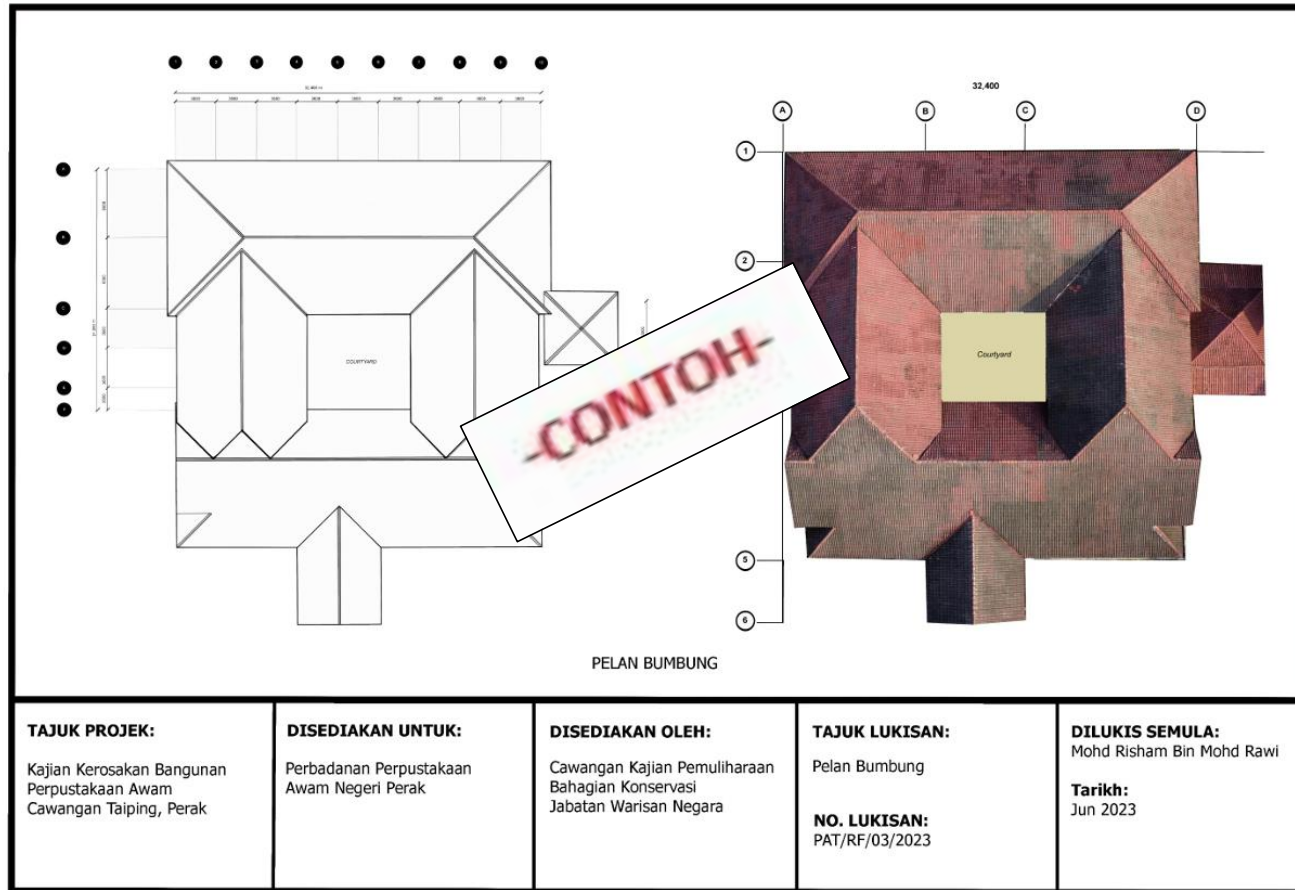 32,400
A
B
C
D
1
2
5
6
COURTYARD
Courtyard
-CONTOH-
PELAN BUMBUNG
TAJUK PROJEK:
Kajian Kerosakan Bangunan
Perpustakaan Awam
Cawangan Taiping, Perak
DISEDIAKAN UNTUK:
Perbadanan Perpustakaan
Awam Negeri Perak
DISEDIAKAN OLEH:
Cawangan Kajian Pemuliharaan
Bahagian Konservasi
Jabatan Warisan Negara
TAJUK LUKISAN:
Pelan Bumbung
NO. LUKISAN:
PAT/RF/03/2023
DILUKIS SEMULA:
Mohd Risham Bin Mohd Rawi
Tarikh:
Jun 2023